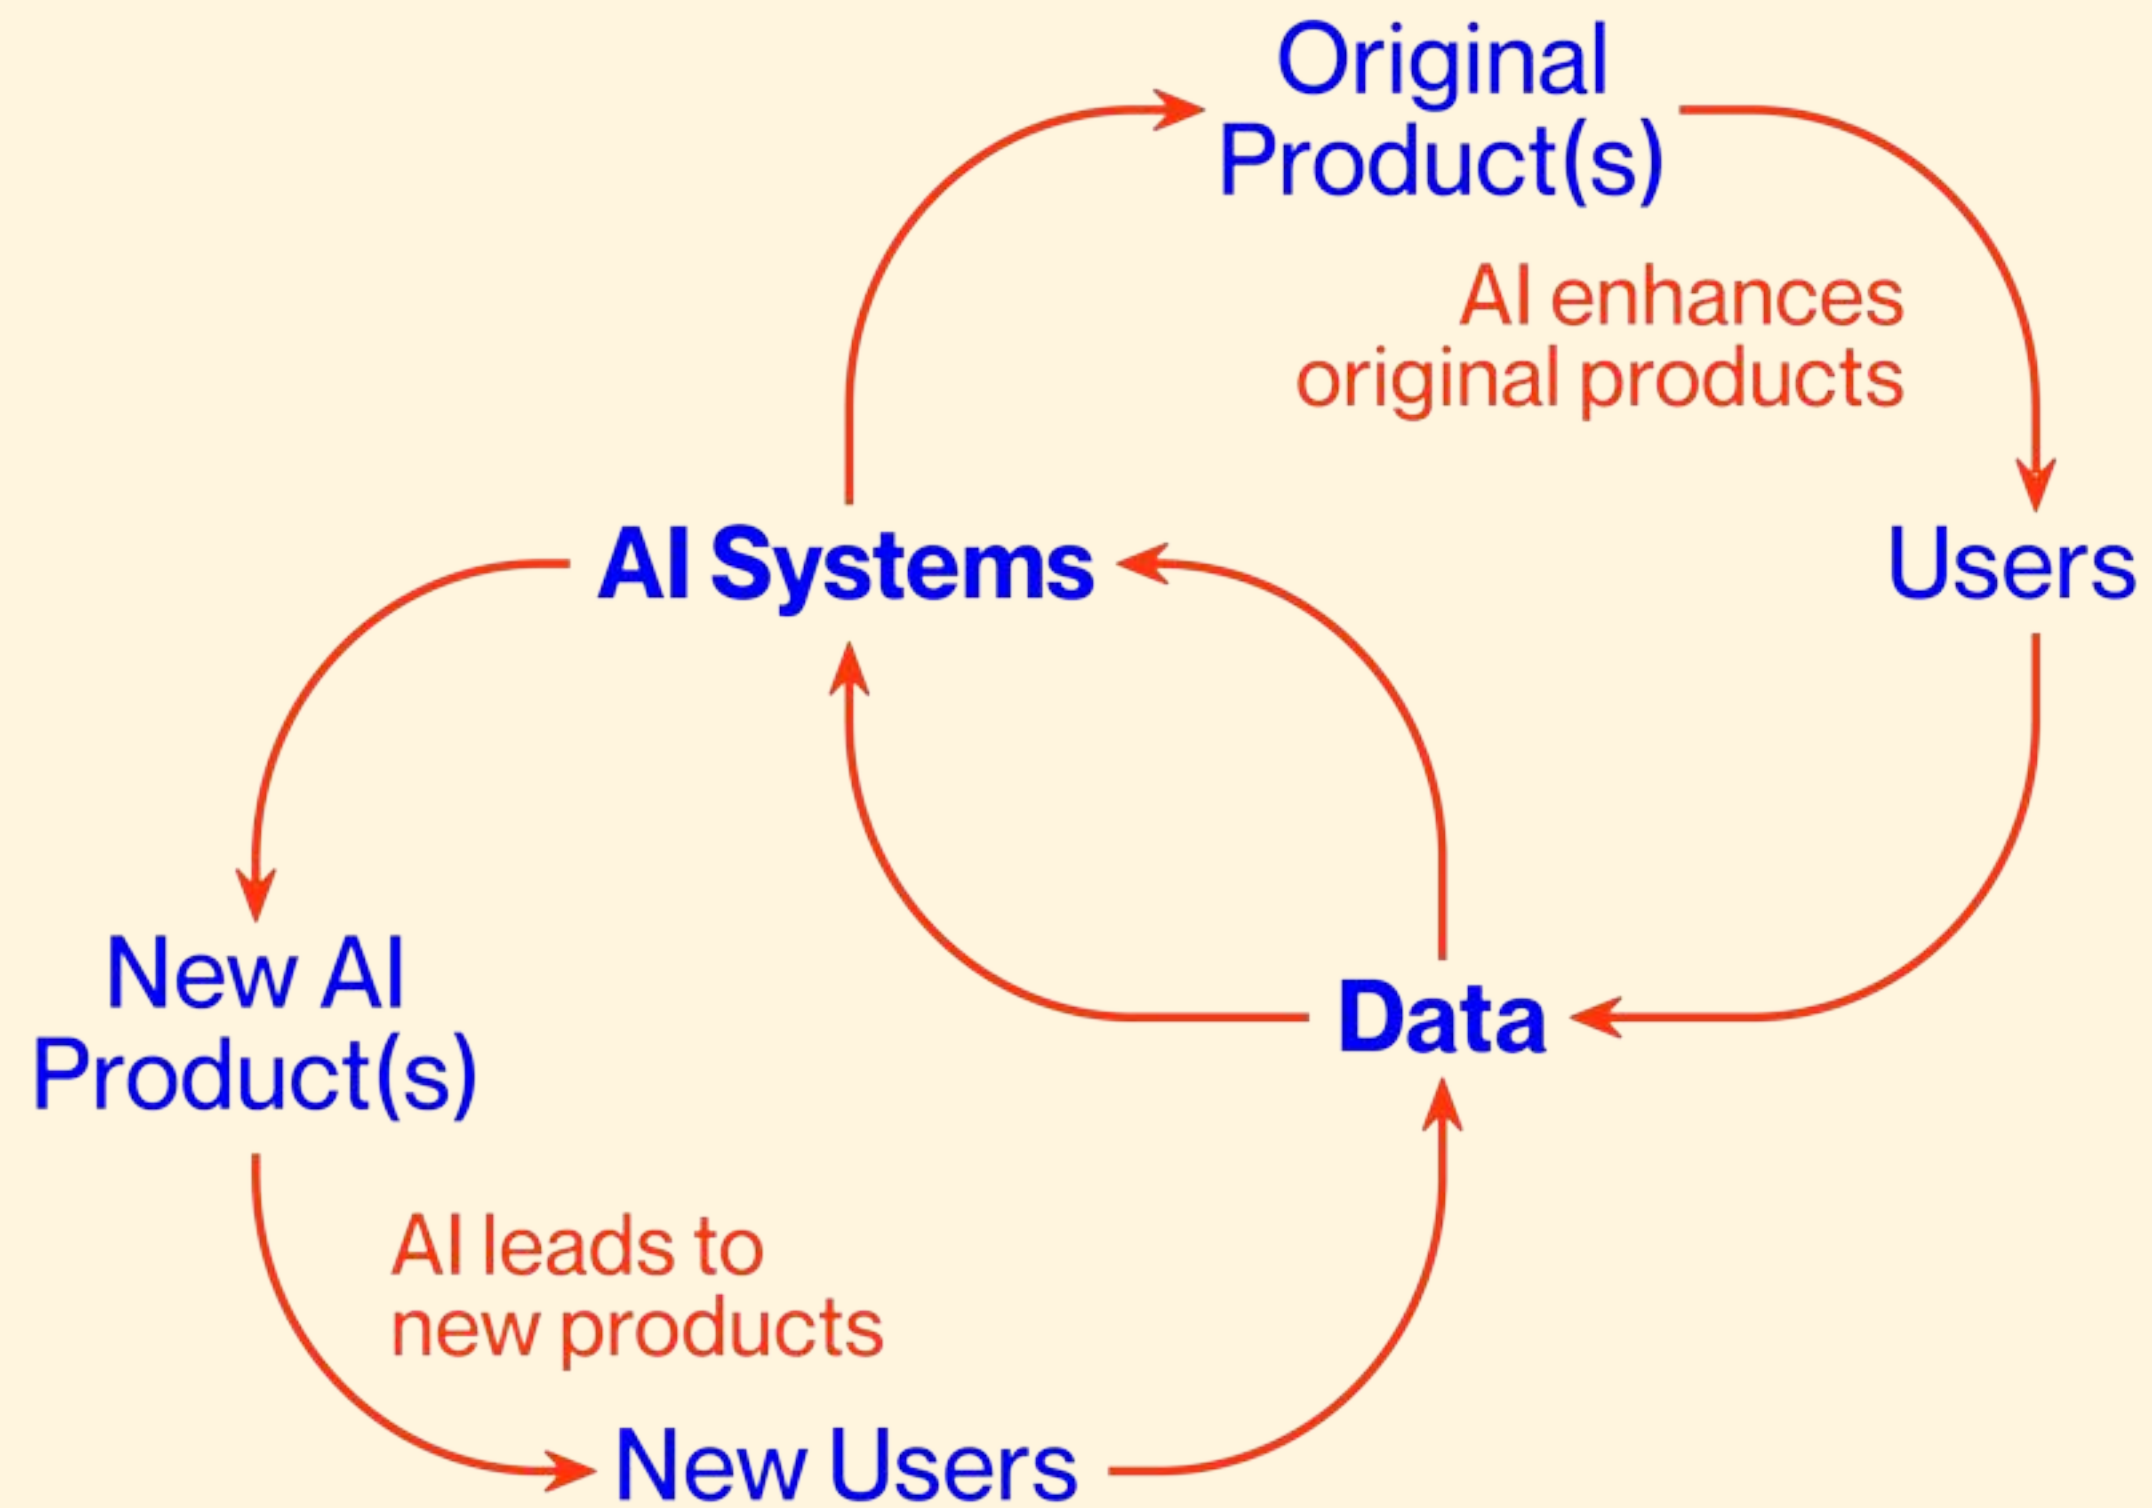 Original
Product(s)
AI enhances
original products
AI Systems
Users
New AI
Product(s)
Data
AI leads to
new products
New Users